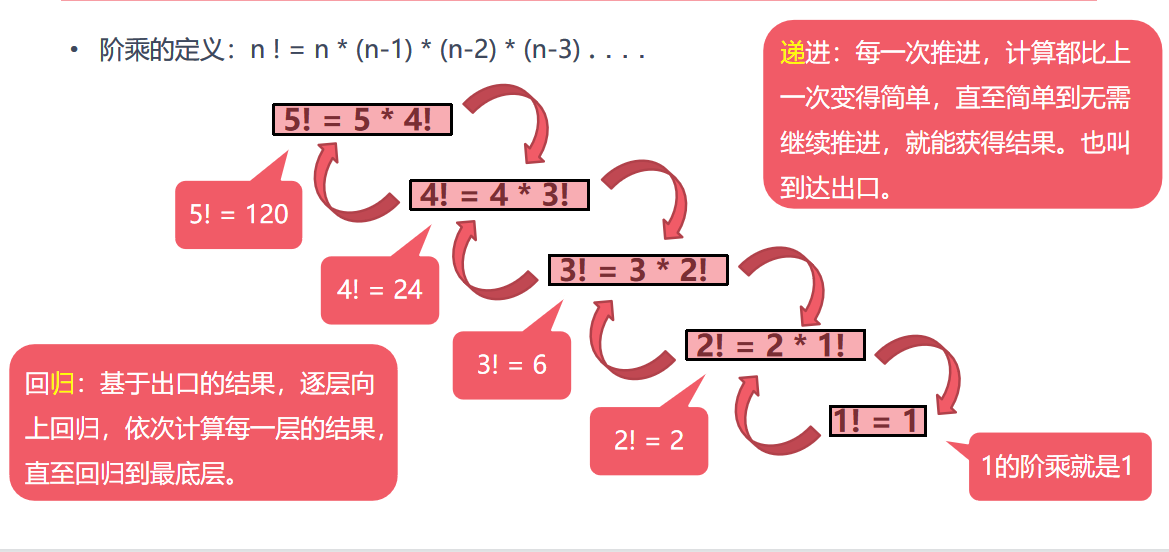 • 阶乘的定义：n ! = n * (n-1) * (n-2) * (n-3) . . . .
递进：每一次推进，计算都比上
一次变得简单，直至简单到无需
继续推进，就能获得结果。也叫
到达出口。
5! = 5 * 4!
4! = 4 * 3!
5! = 120
3! = 3 * 2!
4! = 24
2! = 2 * 1!
3! = 6
1! = 1
2! = 2
1的阶乘就是1
回归：基于出口的结果，逐层向
上回归，依次计算每一层的结果，
直至回归到最底层。